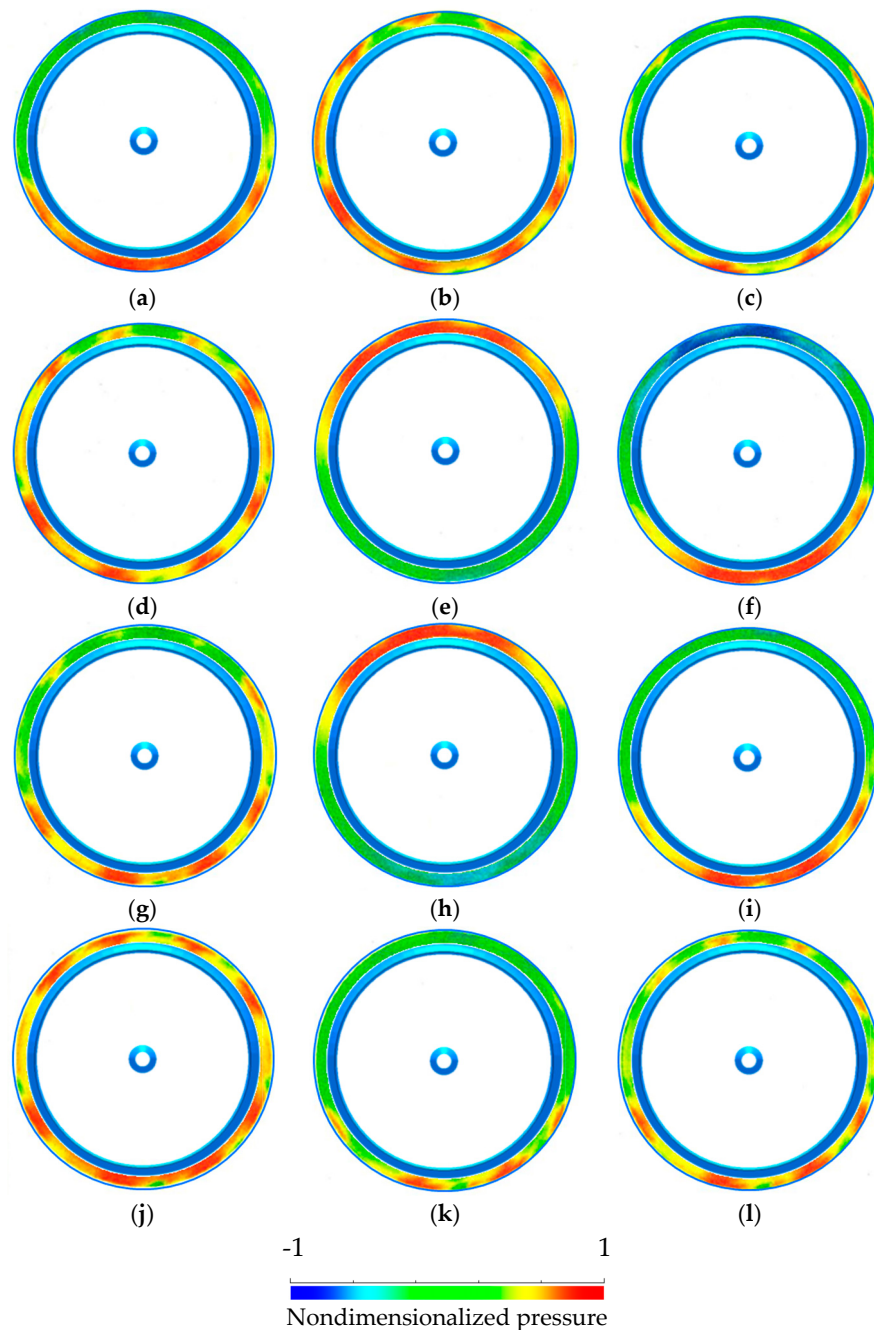 (a) (b) (c)
(d) (e) (f)
(g) (h) (i)
(j) (k) (l)
-1 1
Nondimensionalized pressure